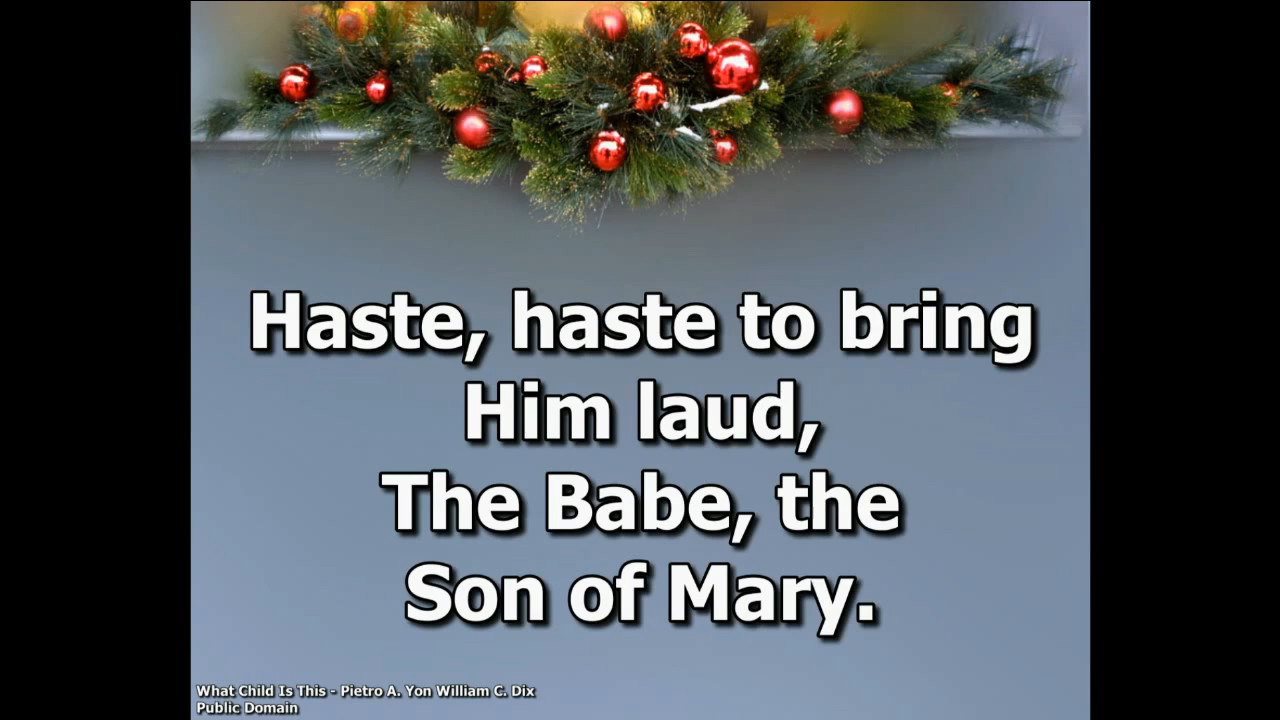 Haste, haste to bring
Him laud,
The Babe, the
Son of Mary.
What Child Is This - Pietro A. Yon William C. Dix
Public Domain